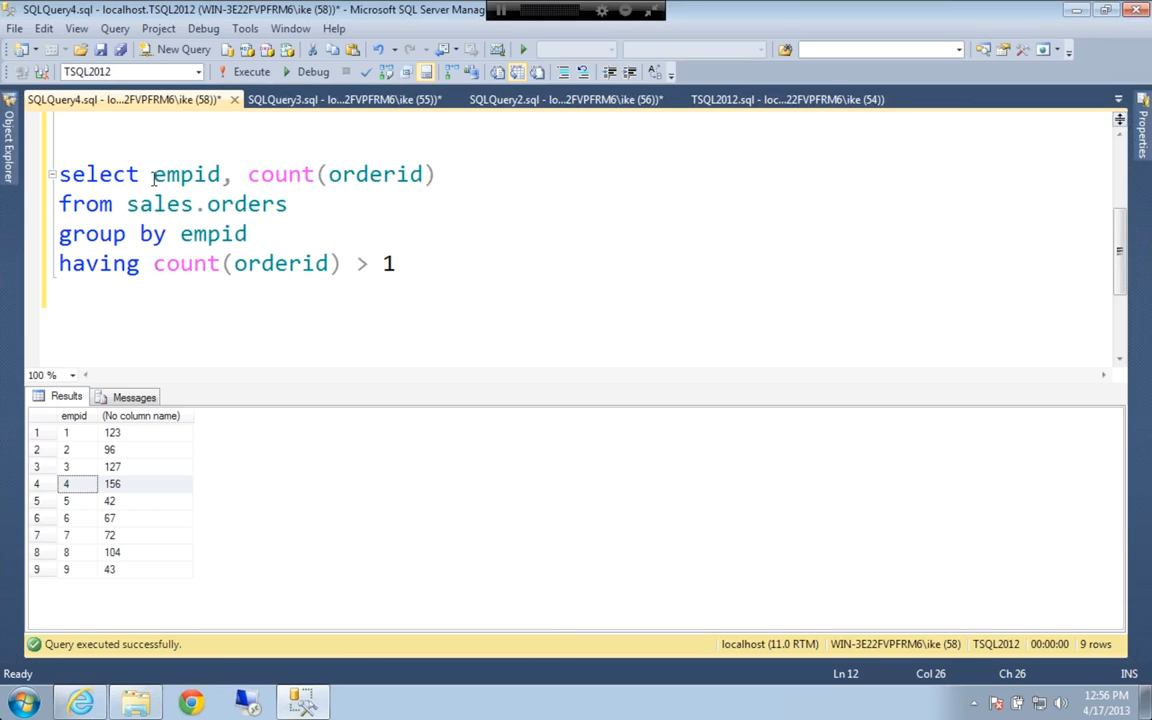 SQLQuery4.sql - localhost.TSQL2012 (WIN-3E22FVPFRM6\ike (58))* - Microsoft SQL Server Manag
File Edit View Query Project Debug Tools Window Help
New Query
TSQL2012 Execute Debug
SQLQuery4.sql - lo...2FVPFRM6\ike (58))* SQLQuery3.sql - lo...2FVPFRM6\ike (55))* SQLQuery2.sql - lo...2FVPFRM6\ike (56))* TSQL2012.sql - loc...22FVPFRM6\ike (54))
Object Explorer
Properties
select empid, count(orderid)
from sales.orders
group by empid
having count(orderid) > 1
100 %
Results Messages
empid (No column name)
1 1 123
2 2 96
3 3 127
4 4 156
5 5 42
6 6 67
7 7 72
8 8 104
9 9 43
Query executed successfully. localhost (11.0 RTM) WIN-3E22FVPFRM6\ike (58) TSQL2012 00:00:00 9 rows
Ready Ln 12 Col 26 Ch 26 INS
12:56 PM
4/17/2013